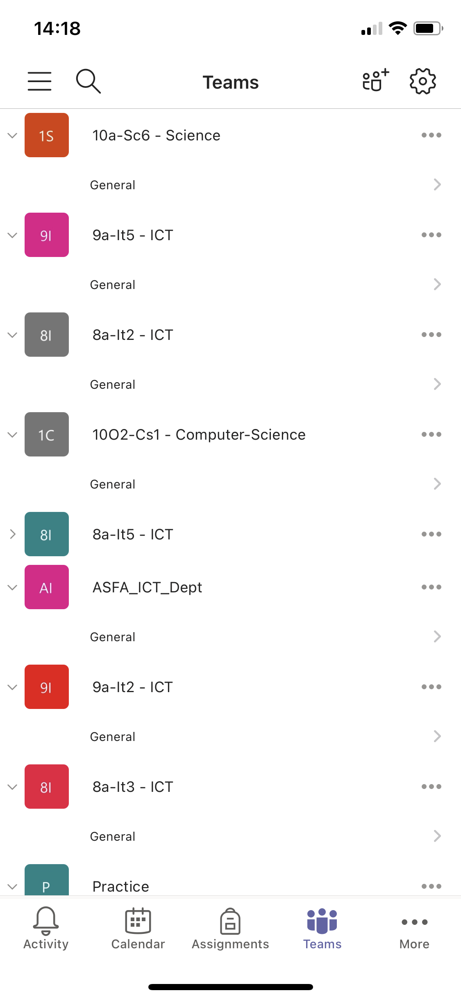 14:18
Teams
1S 10a-Sc6 - Science
General
9I 9a-It5 - ICT
General
8I 8a-It2 - ICT
General
1C 10O2-Cs1 - Computer-Science
General
8I 8a-It5 - ICT
AI ASFA_ICT_Dept
General
9I 9a-It2 - ICT
General
8I 8a-It3 - ICT
General
P Practice
Activity Calendar Assignments Teams More